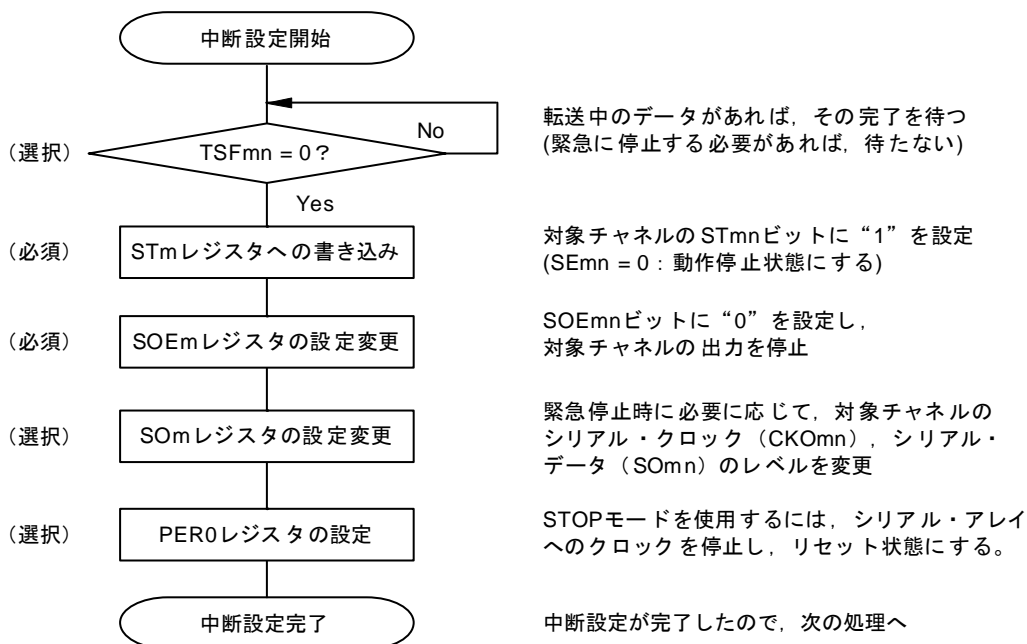 中断設定開始
転送中のデータがあれば，その完了を待つ
(緊急に停止する必要があれば，待たない)
No
（選択）
TSFmn = 0？
Yes
（必須）
STmレジスタへの書き込み
対象チャネルのSTmnビットに“1”を設定
(SEmn = 0：動作停止状態にする)
（必須）
SOEmレジスタの設定変更
SOEmnビットに“0”を設定し，
対象チャネルの出力を停止
（選択）
SOmレジスタの設定変更
緊急停止時に必要に応じて，対象チャネルの
シリアル・クロック（CKOmn），シリアル・
データ（SOmn）のレベルを変更
（選択）
PER0レジスタの設定
STOPモードを使用するには，シリアル・アレイ
へのクロックを停止し，リセット状態にする。
中断設定完了
中断設定が完了したので，次の処理へ